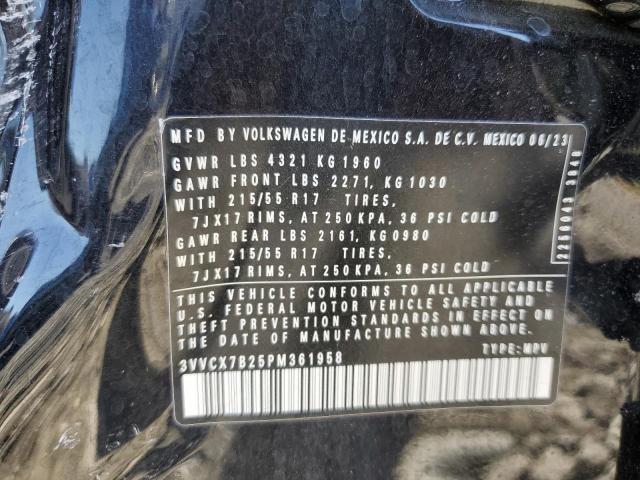 MFD BY VOLKSWAGEN DE MEXICO S.A. DE C.V. MEXICO 06/23
GVWR LBS 4321 KG 1960
GAWR FRONT LBS 2271, KG 1030
WITH 215/55 R17 TIRES,
7JX17 RIMS, AT 250 KPA, 36 PSI COLD
GAWR REAR LBS 2161, KG 0980
WITH 215/55 R17 TIRES,
7JX17 RIMS, AT 250 KPA, 36 PSI COLD
THIS VEHICLE CONFORMS TO ALL APPLICABLE
U.S. FEDERAL MOTOR VEHICLE SAFETY AND
THEFT PREVENTION STANDARDS IN EFFECT ON
THE DATE OF MANUFACTURE SHOWN ABOVE
3VVCX7B25PM361958 TYPE:MPV